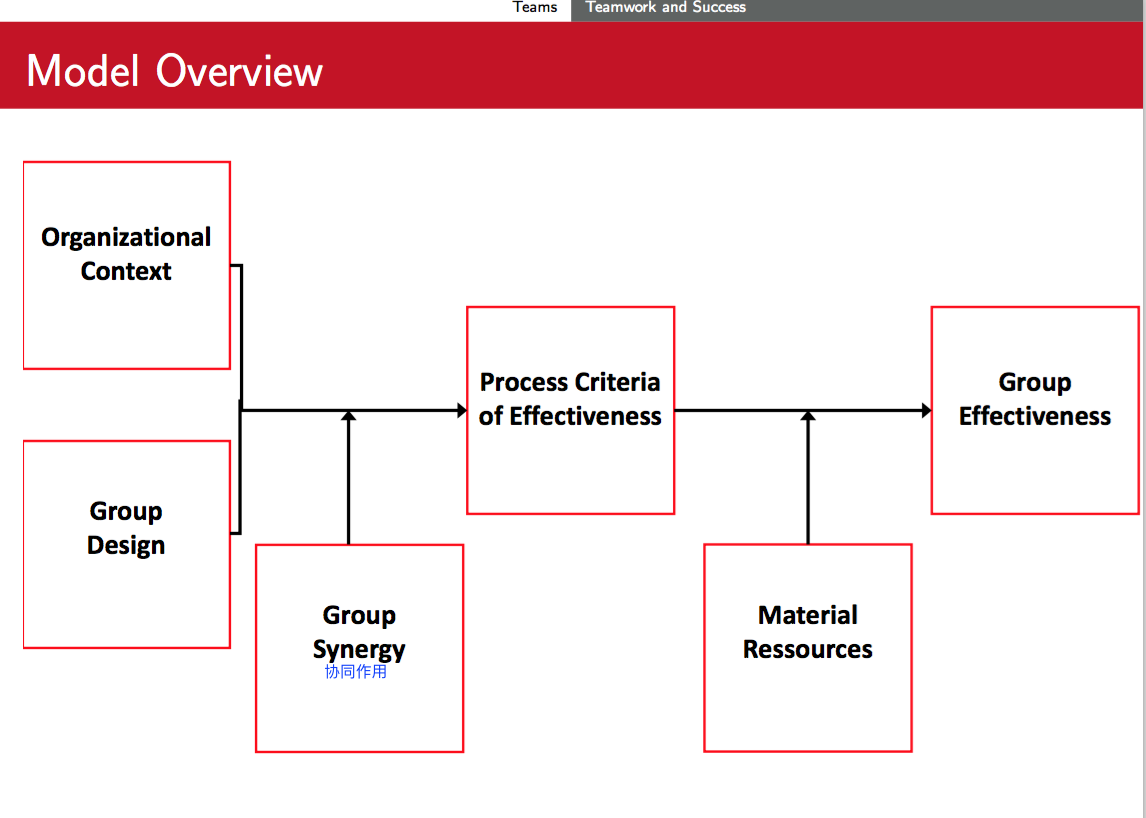 Teams
Teamwork and Success
Model Overview
Organizational
Context
Group
Design
Group
Synergy
协同作用
Process Criteria
of Effectiveness
Material
Ressources
Group
Effectiveness